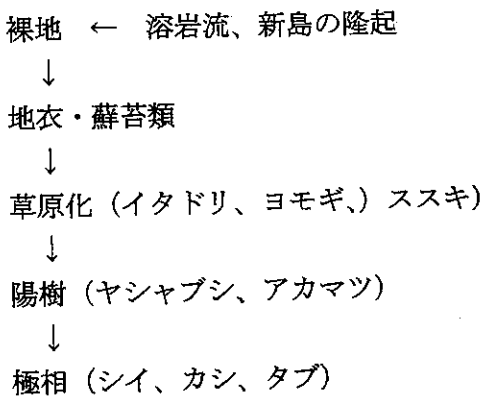 裸地 ← 溶岩流、新島の隆起
↓
地衣・蘚苔類
↓
草原化（イタドリ、ヨモギ、）ススキ）
↓
陽樹（ヤシャブシ、アカマツ）
↓
極相（シイ、カシ、タブ）